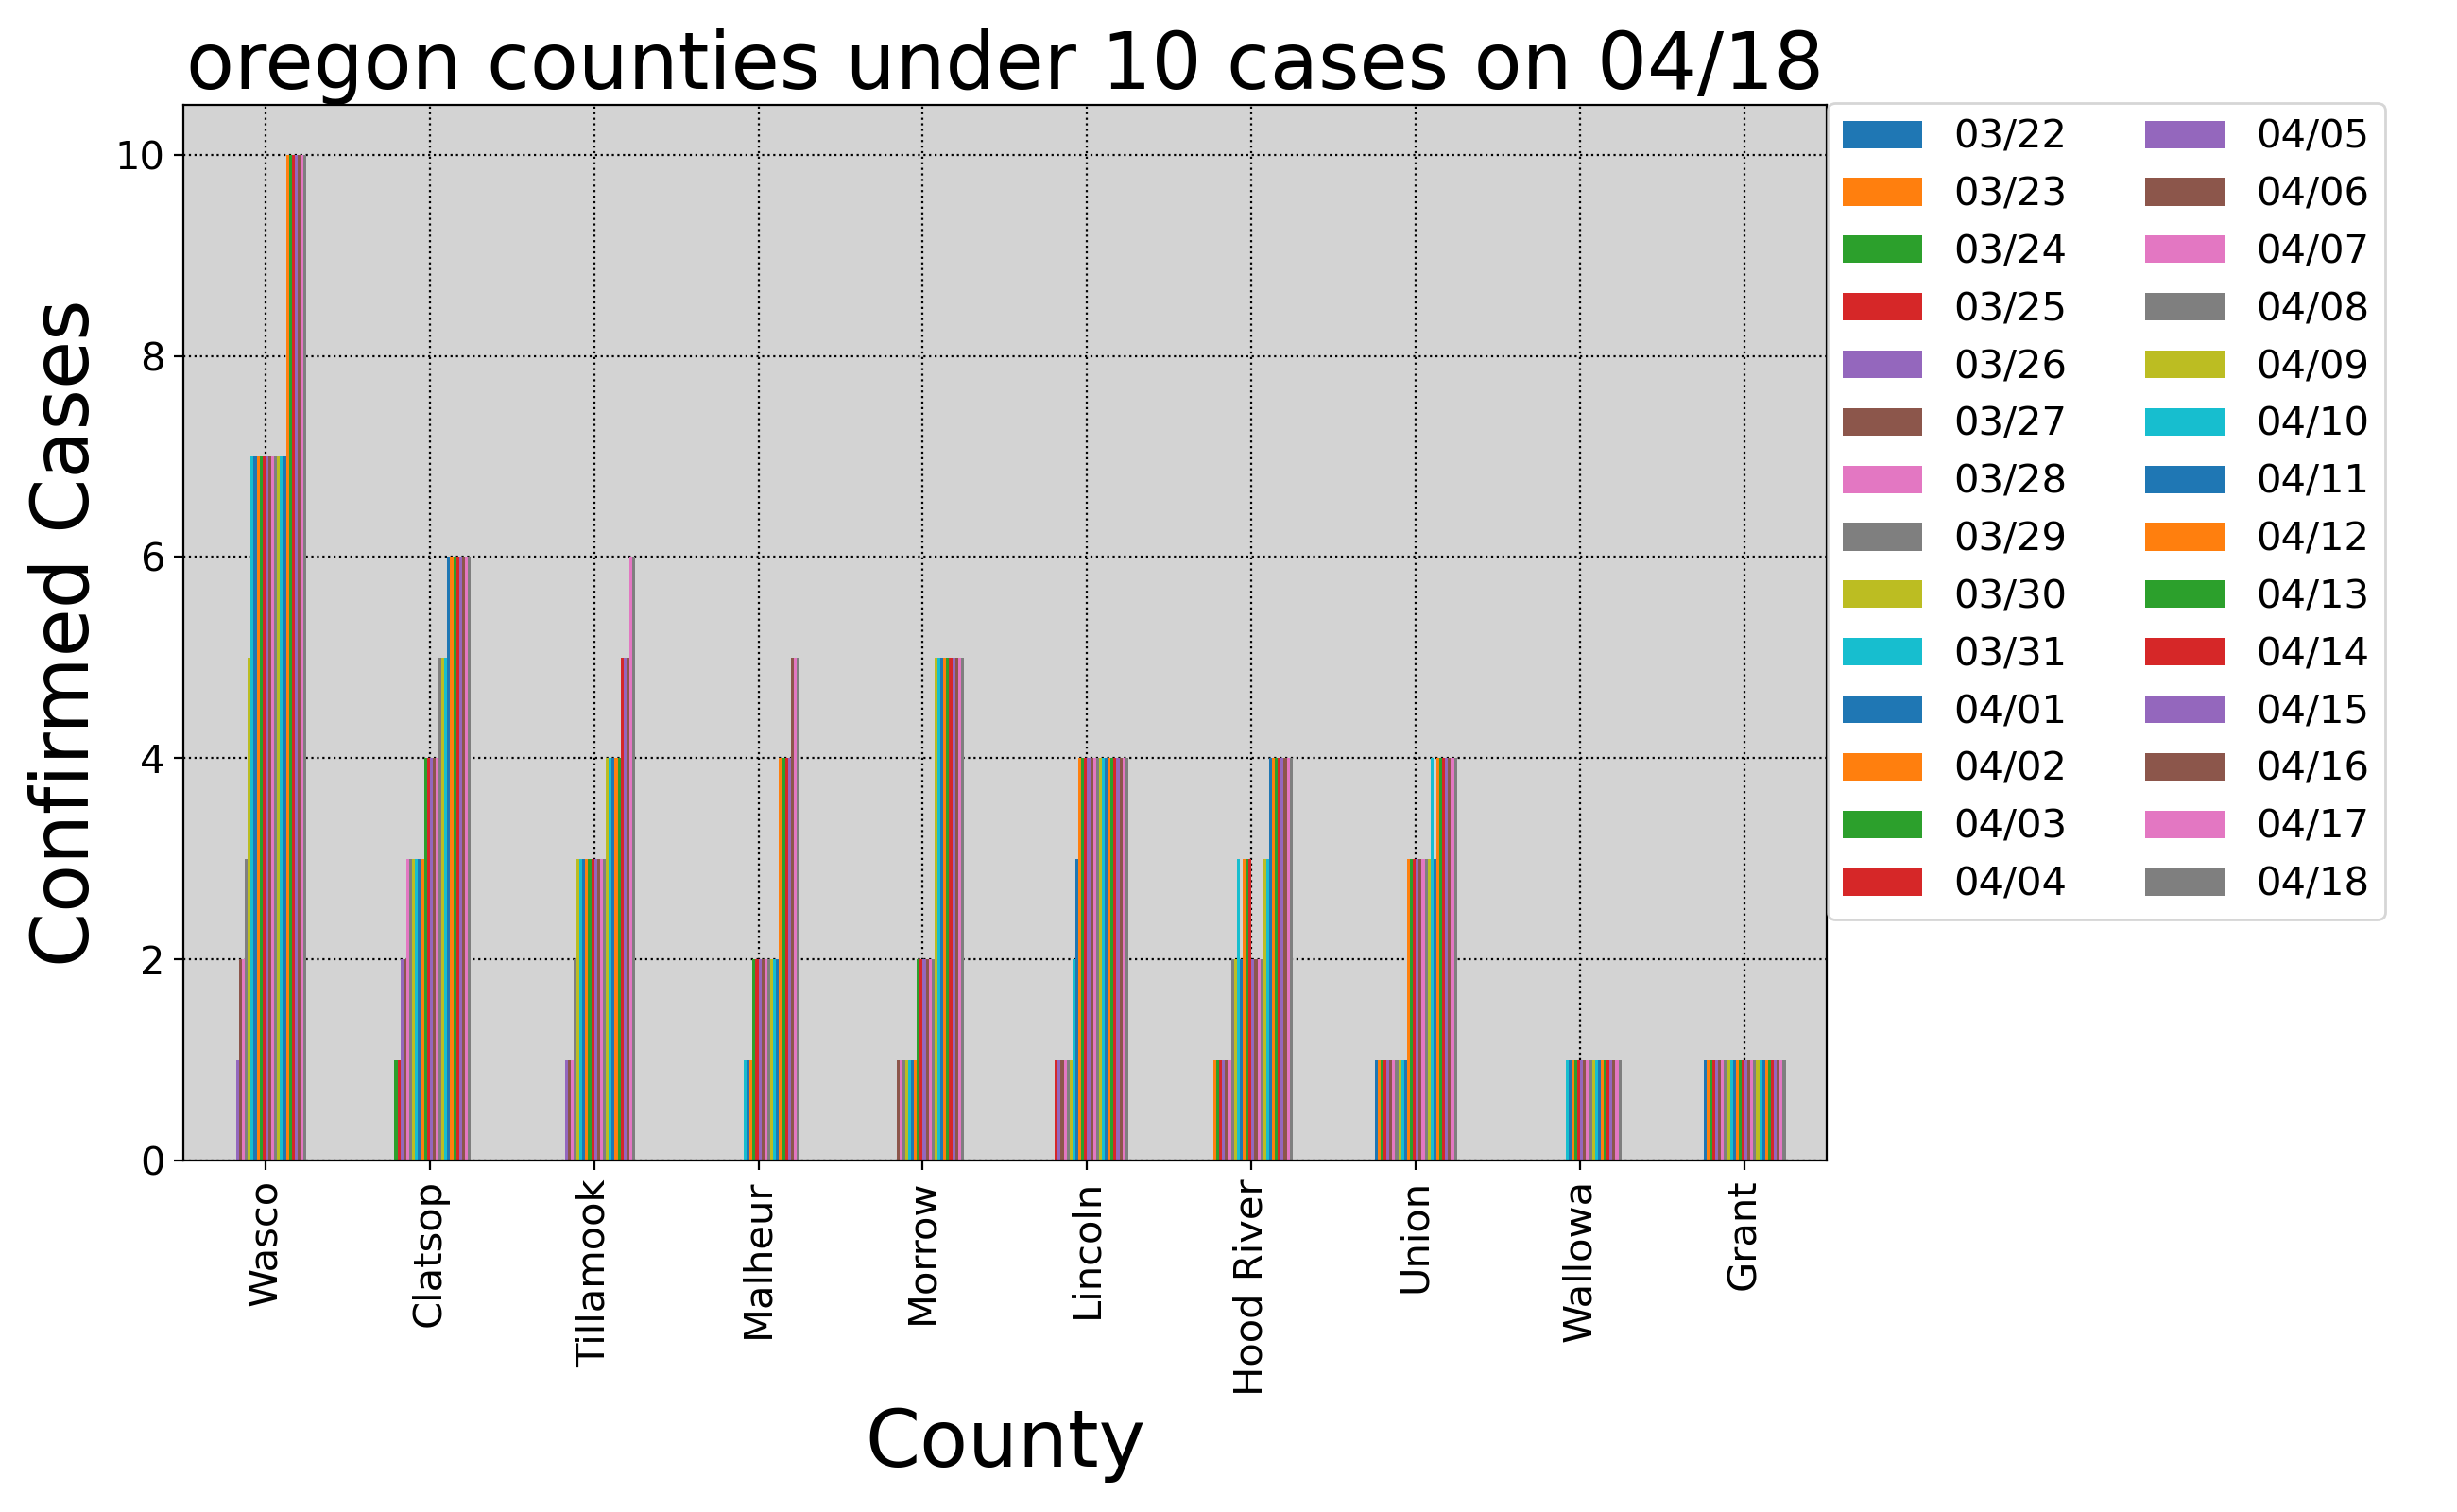 oregon counties under 10 cases on 04/18
Confirmed Cases
10
8
6
4
2
0
Wasco
Clatsop
Tillamook
Malheur
Morrow
Lincoln
Hood River
Union
Wallowa
Grant
County
03/22
03/23
03/24
03/25
03/26
03/27
03/28
03/29
03/30
03/31
04/01
04/02
04/03
04/04
04/05
04/06
04/07
04/08
04/09
04/10
04/11
04/12
04/13
04/14
04/15
04/16
04/17
04/18